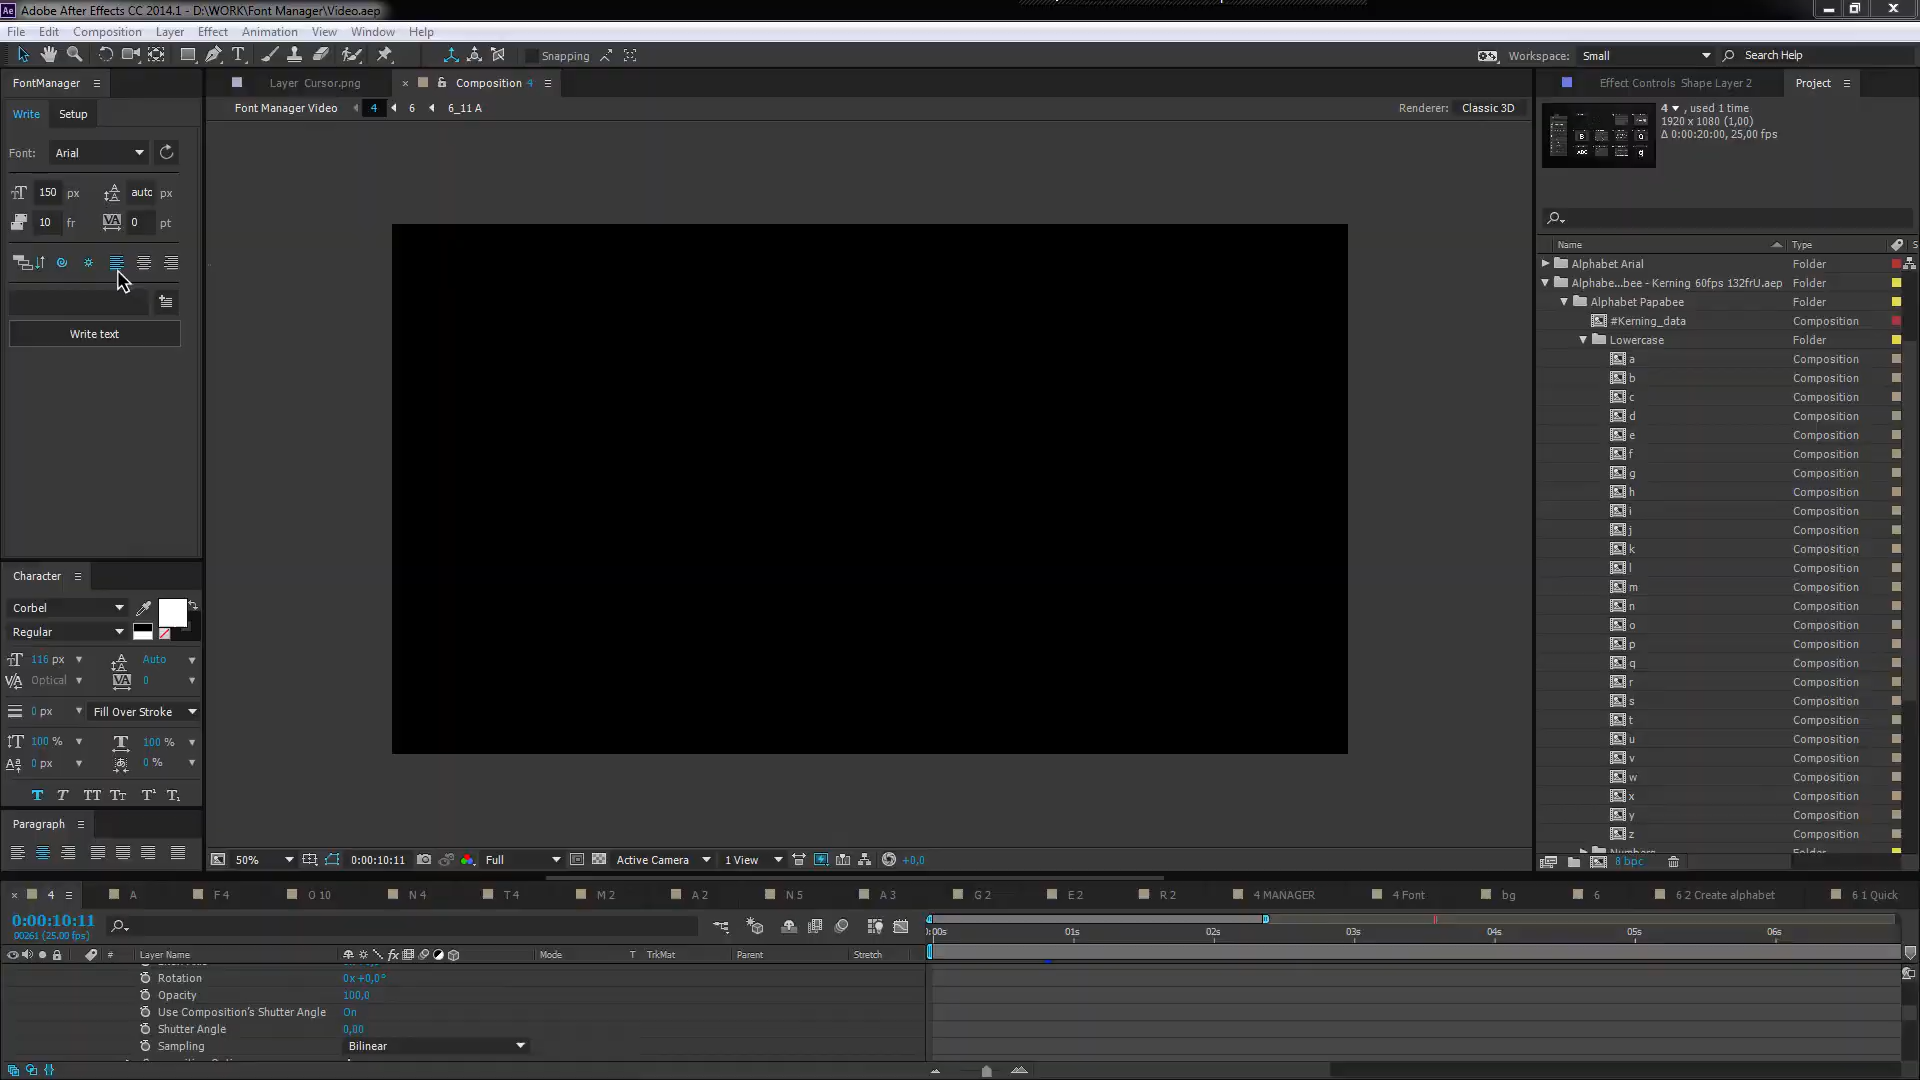 Adobe After Effects CC 2014.1 - D:\WORK\Font Manager\Video.aep
File Edit Composition Layer Effect Animation View Window Help
Snapping
Workspace: Small
Search Help
FontManager
Layer Cursor.png
Composition 4
Effect Controls Shape Layer 2
Project
Write Setup
Font Manager Video 4 6 6_11 A
Renderer: Classic 3D
4 , used 1 time
1920 x 1080 (1,00)
Δ 0:00:20:00, 25,00 fps
Font: Arial
150 px auto px
10 fr 0 pt
Write text
Name Type
Alphabet Arial Folder
Alphabe...bee - Kerning 60fps 132frU.aep Folder
Alphabet Papabee Folder
#Kerning_data Composition
Lowercase Folder
a Composition
b Composition
c Composition
d Composition
e Composition
f Composition
g Composition
h Composition
i Composition
j Composition
k Composition
l Composition
m Composition
n Composition
o Composition
p Composition
q Composition
r Composition
s Composition
t Composition
u Composition
v Composition
w Composition
x Composition
y Composition
z Composition
8 bpc
Character
Corbel
Regular
116 px Auto
Optical 0
0 px Fill Over Stroke
100 % 100 %
0 px 0 %
Paragraph
50% 0:00:10:11 Full Active Camera 1 View +0,0
4 A F 4 O 10 N 4 T 4 M 2 A 2 N 5 A 3 G 2 E 2 R 2 4 MANAGER 4 Font bg 6 6 2 Create alphabet 6 1 Quick
0:00:10:11
00261 (25.00 fps)
:00s 01s 02s 03s 04s 05s 06s
# Layer Name Mode T TrkMat Parent Stretch
Rotation 0x+0,0°
Opacity 100,0
Use Composition's Shutter Angle On
Shutter Angle 0,00
Sampling Bilinear